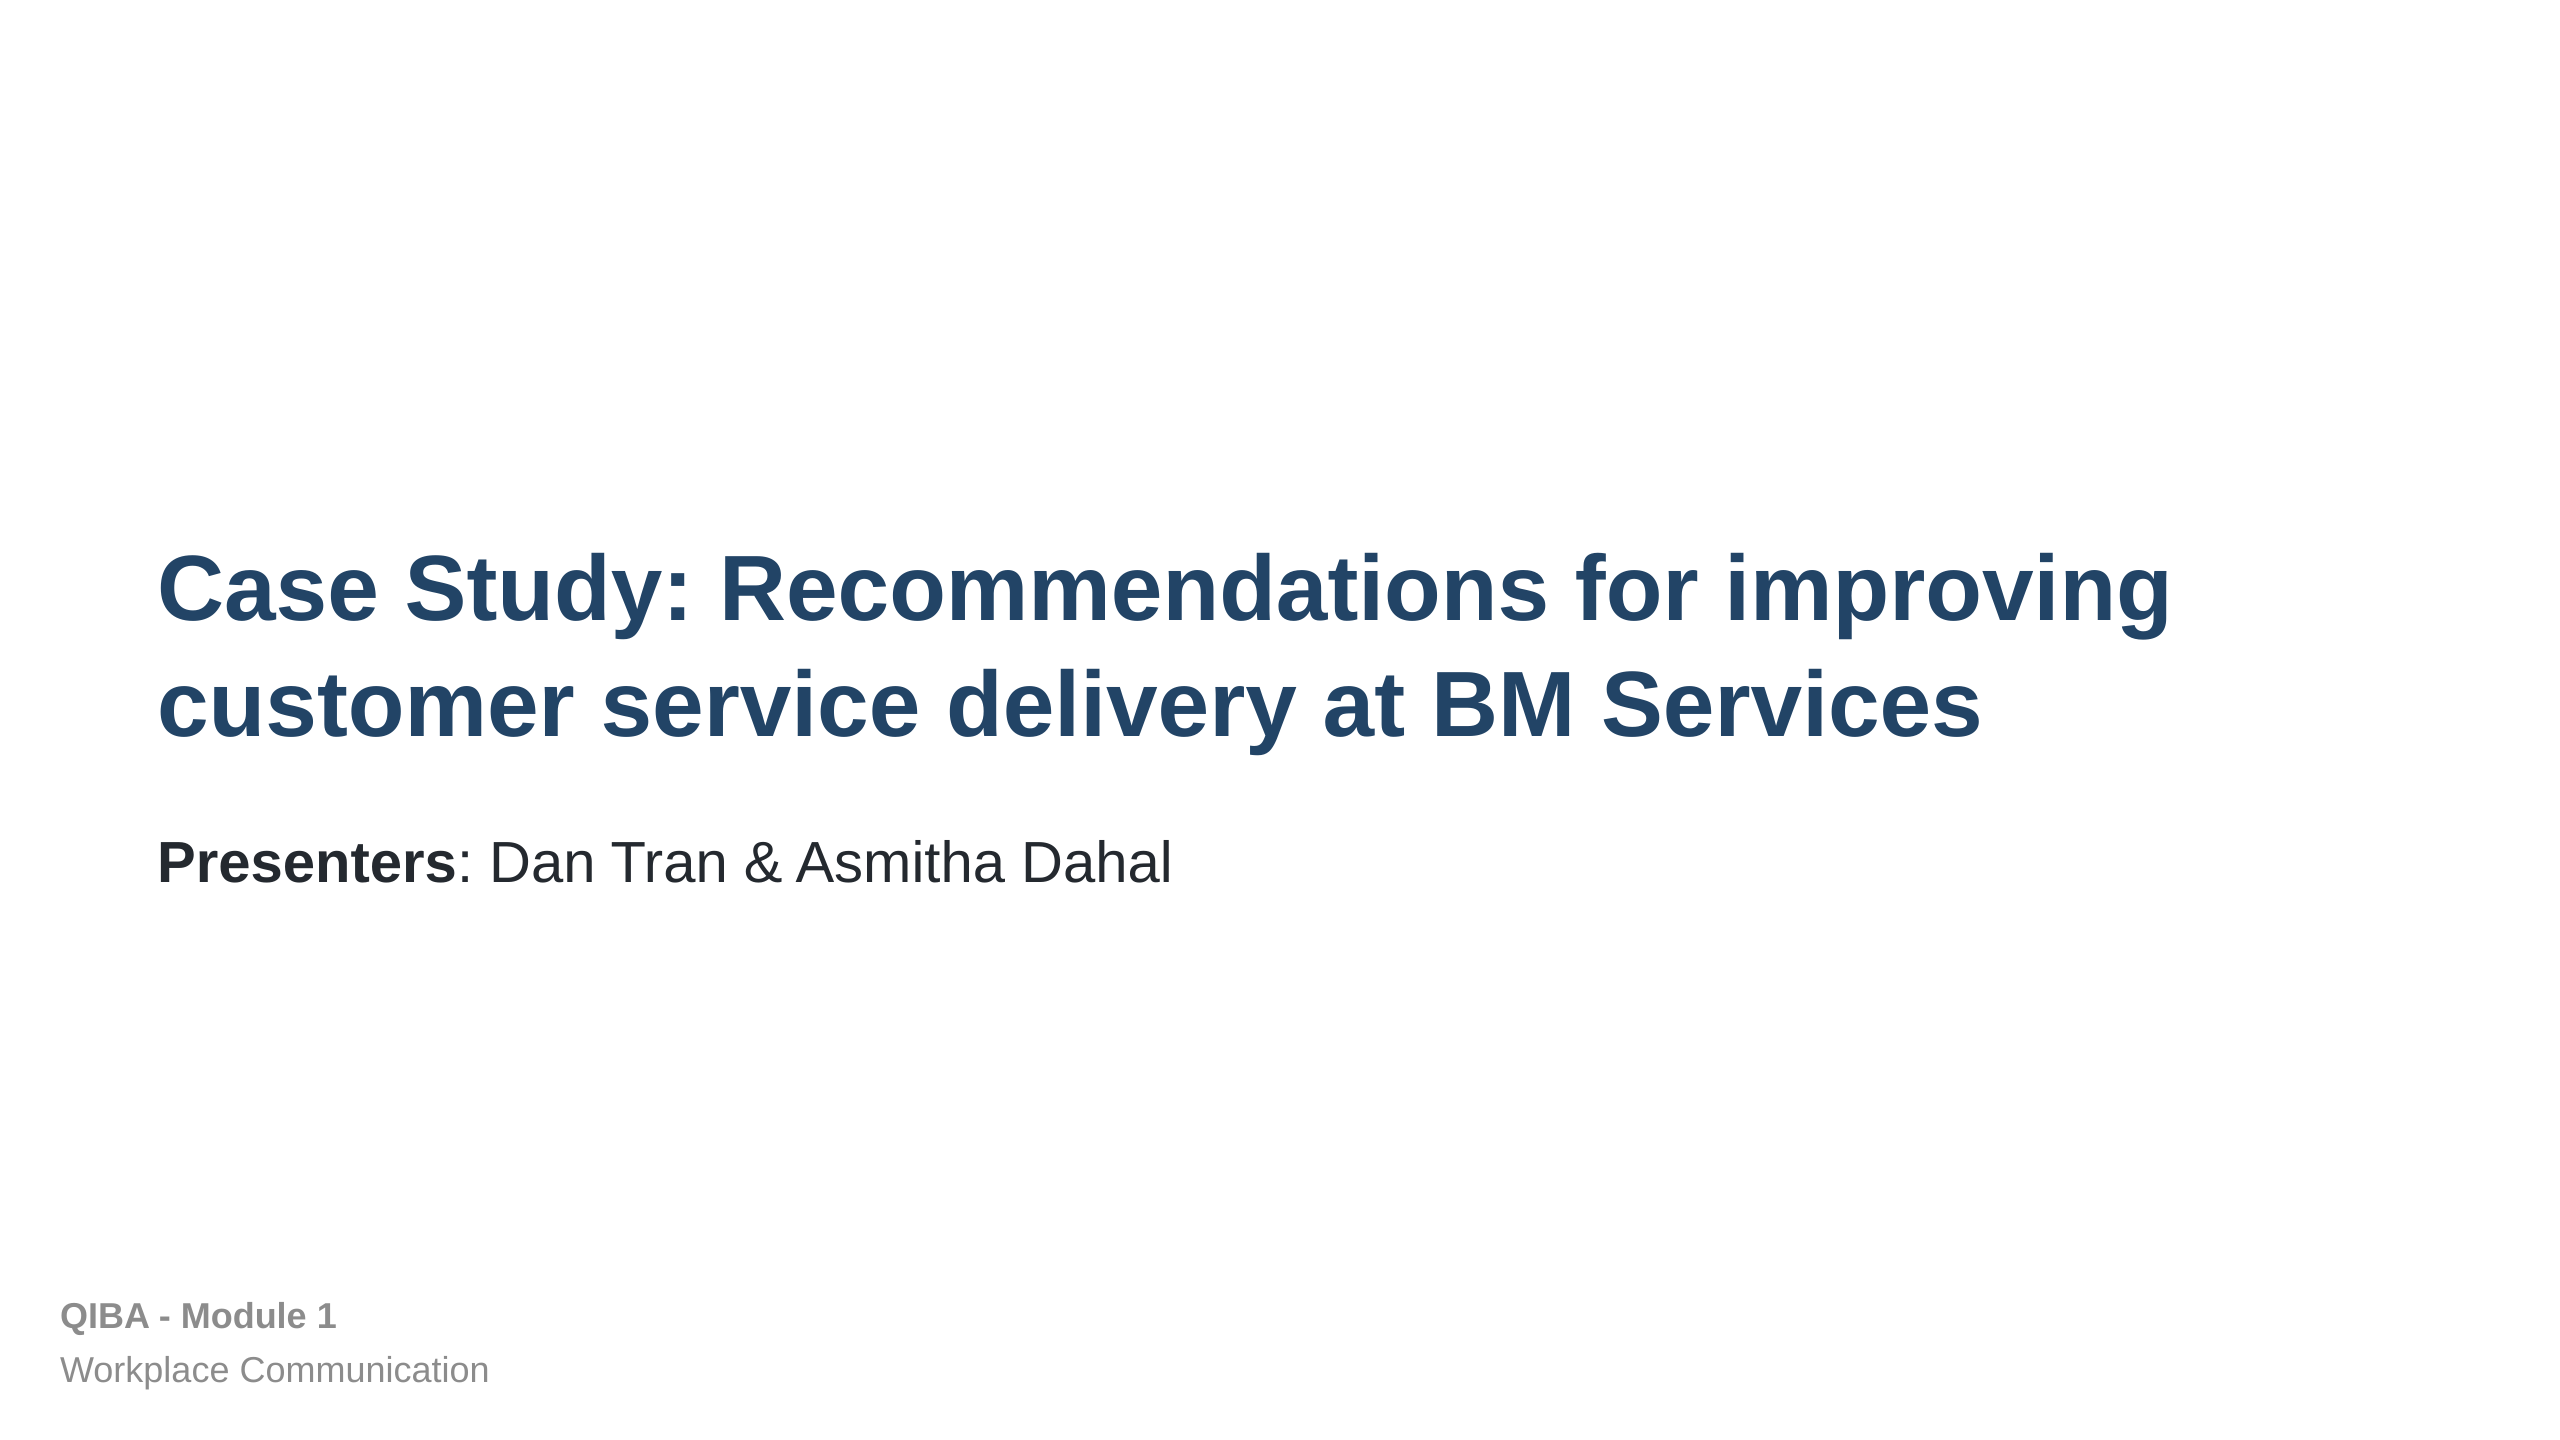 Case Study: Recommendations for improving
customer service delivery at BM Services
Presenters: Dan Tran & Asmitha Dahal
QIBA - Module 1
Workplace Communication